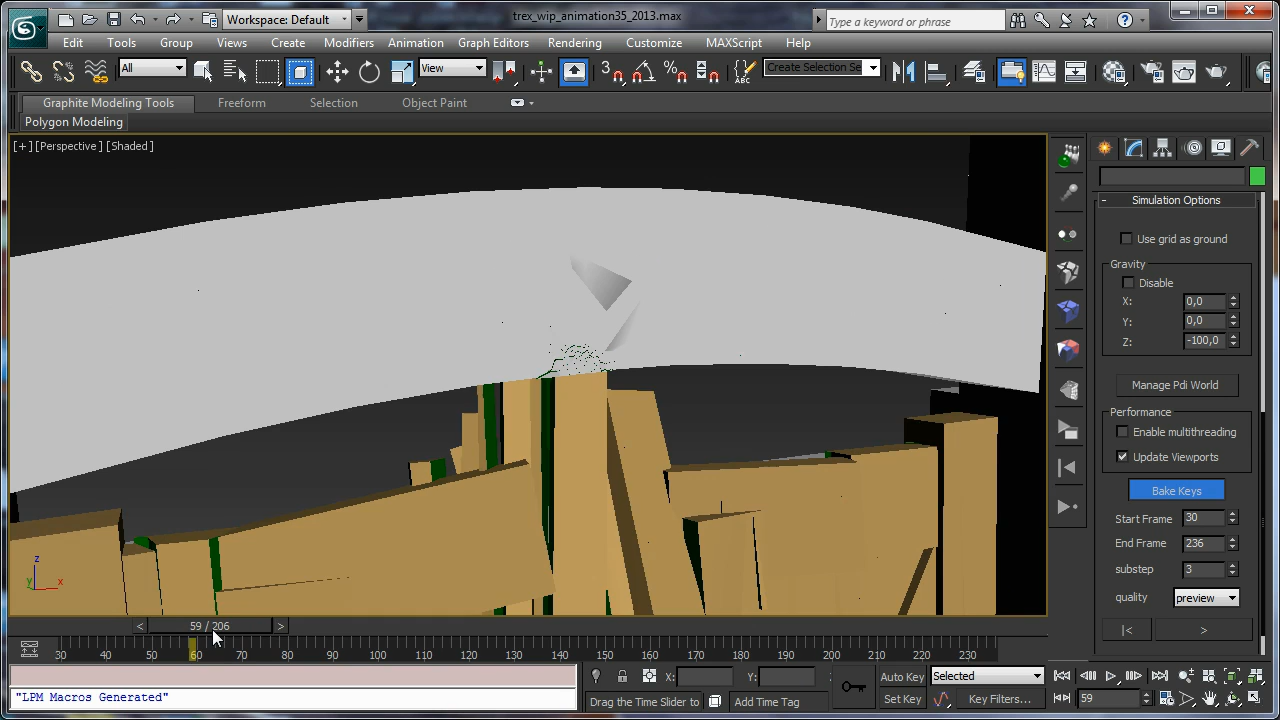 Workspace: Default
trex_wip_animation35_2013.max
Type a keyword or phrase
Edit Tools Group Views Create Modifiers Animation Graph Editors Rendering Customize MAXScript Help
All
View
3
Create Selection Se
Graphite Modeling Tools Freeform Selection Object Paint
Polygon Modeling
[+] [Perspective] [Shaded]
- Simulation Options
Use grid as ground
Gravity
Disable
X: 0,0
Y: 0,0
Z: -100,0
Manage Pdi World
Performance
Enable multithreading
Update Viewports
Bake Keys
Start Frame 30
End Frame 236
substep 3
quality preview
|< >
z
y x
< 59 / 206 >
30 40 50 60 70 80 90 100 110 120 130 140 150 160 170 180 190 200 210 220 230
X: Y: Auto Key Selected
"LPM Macros Generated"
Drag the Time Slider to Add Time Tag Set Key Key Filters... 59